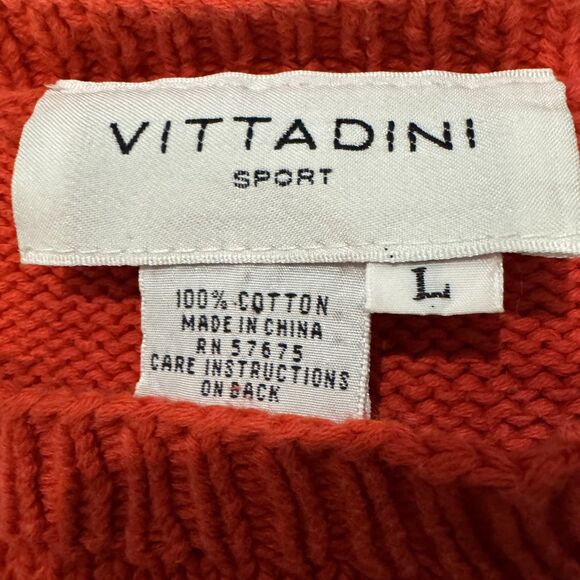 VITTADINI
SPORT
L
100% COTTON
MADE IN CHINA
RN 57675
CARE INSTRUCTIONS
ON BACK